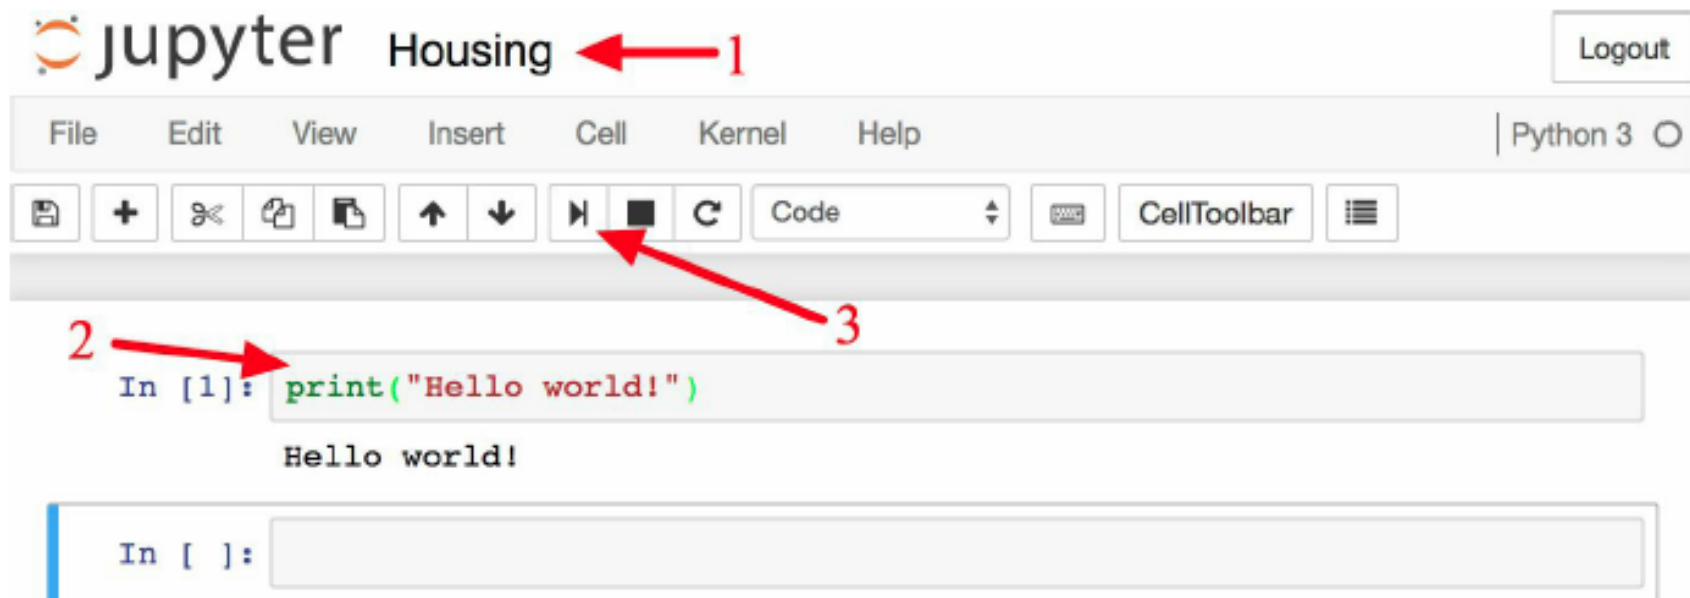 jupyter Housing 1 Logout
File Edit View Insert Cell Kernel Help Python 3
Code CellToolbar
3
2
In [1]: print("Hello world!")
Hello world!
In [ ]: